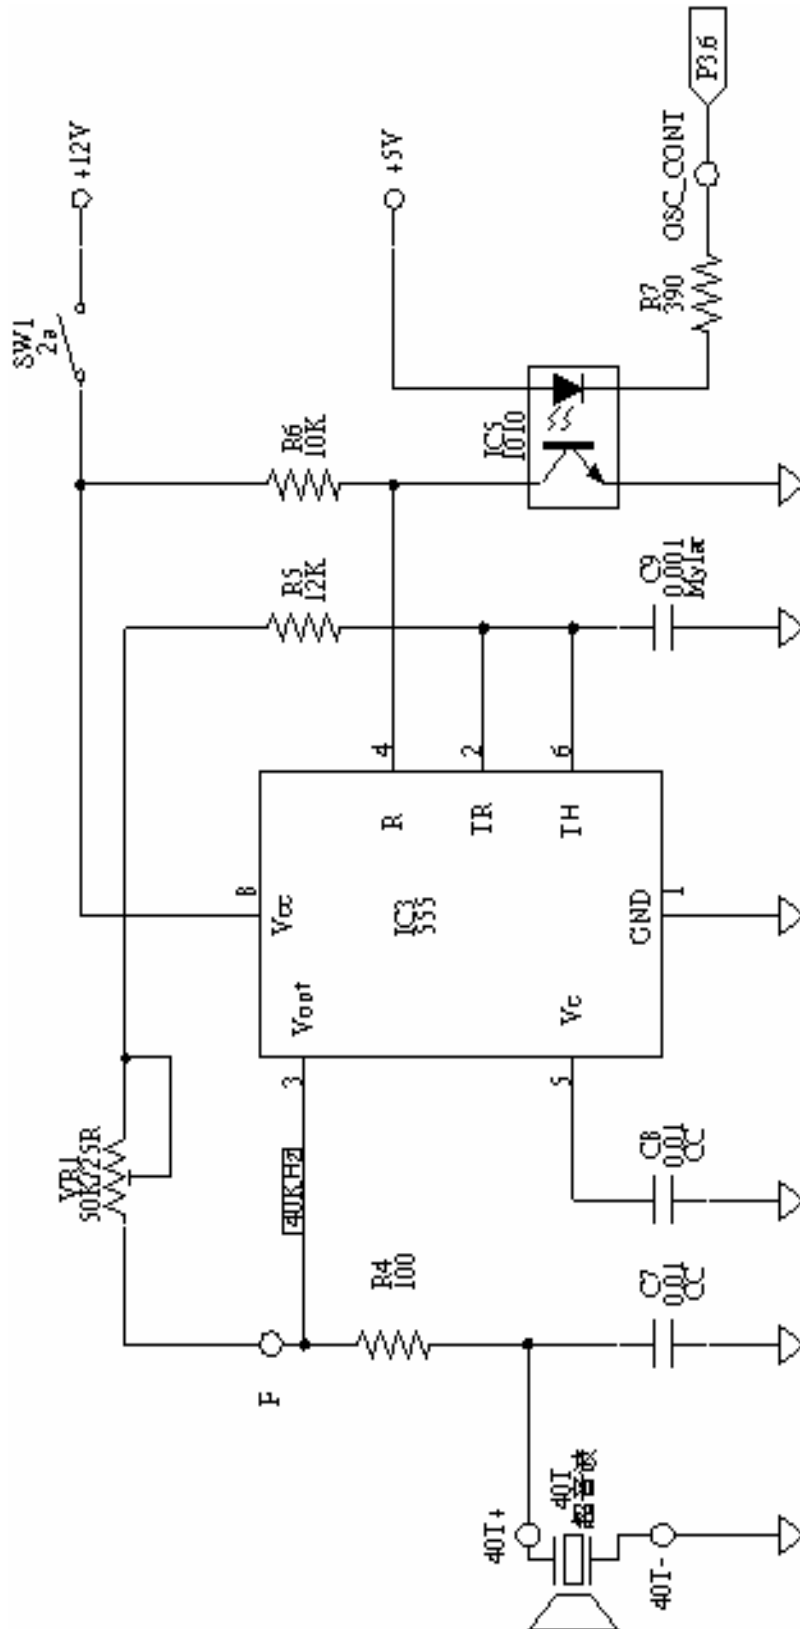 SW1
2a
+12V
+5V
P3.6
OSC_CONT
R7
390
R6
10K
IC5
1010
R5
12K
C9
0.001
Mylar
4
2
6
R
TR
TH
8
Vcc
IC3
555
GND
1
Vout
Vc
3
5
VR1
50K/25R
40KHz
R4
100
C8
0.01
CC
C7
0.01
CC
F
40T+
40T
超音波
40T-